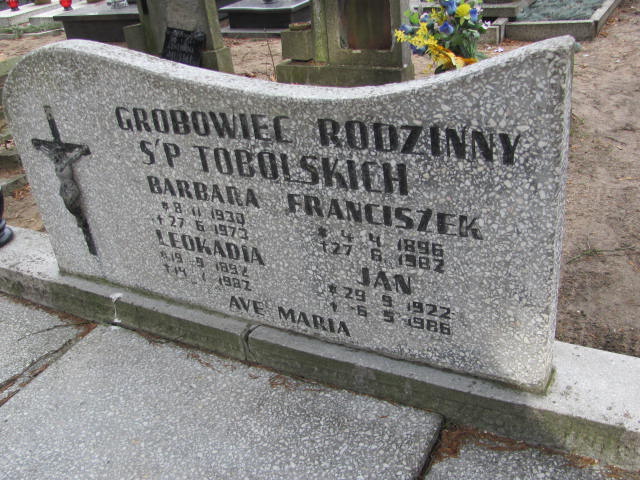 GROBOWIEC RODZINNY
Ś'P TOBOLSKICH
BARBARA
*8 11 1930
+27 6 1973
LEOKADIA
*19 9 1892
+14 1 1982
FRANCISZEK
*4 4 1896
+27 6 1982
JAN
*29 9 1922
+6 5 1986
AVE MARIA